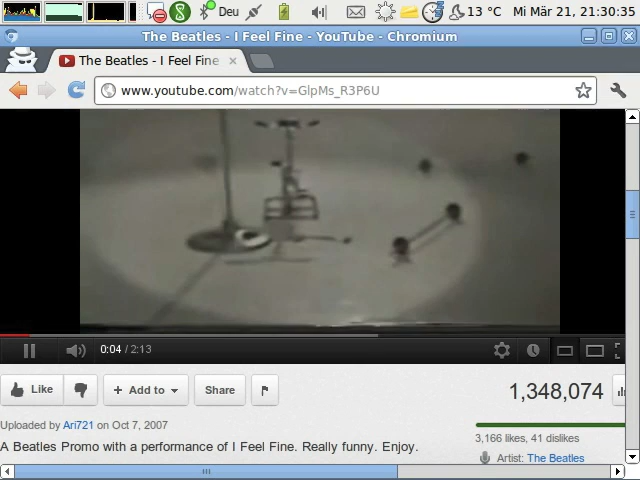 Deu
13 °C
Mi Mär 21, 21:30:35
The Beatles - I Feel Fine - YouTube - Chromium
The Beatles - I Feel Fine
www.youtube.com/watch?v=GlpMs_R3P6U
0:04 / 2:13
Like
+ Add to
Share
1,348,074
Uploaded by Ari721 on Oct 7, 2007
3,166 likes, 41 dislikes
A Beatles Promo with a performance of I Feel Fine. Really funny. Enjoy.
Artist: The Beatles